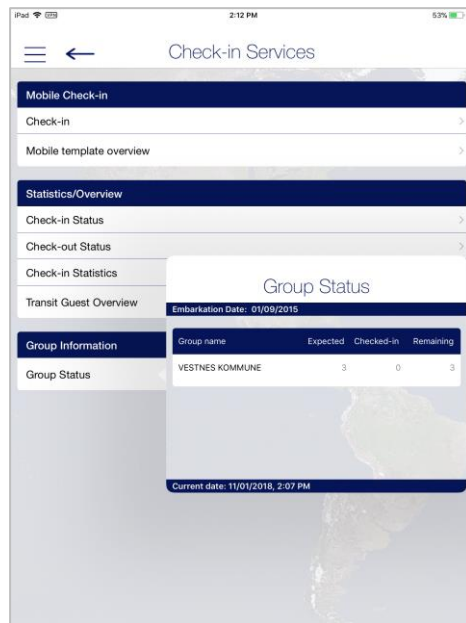 iPad VPN 2:12 PM 53%
Check-in Services
Mobile Check-in
Check-in
Mobile template overview
Statistics/Overview
Check-in Status
Check-out Status
Check-in Statistics
Transit Guest Overview
Group Information
Group Status
Group Status
Embarkation Date: 01/09/2015
Group name Expected Checked-in Remaining
VESTNES KOMMUNE 3 0 3
Current date: 11/01/2018, 2:07 PM